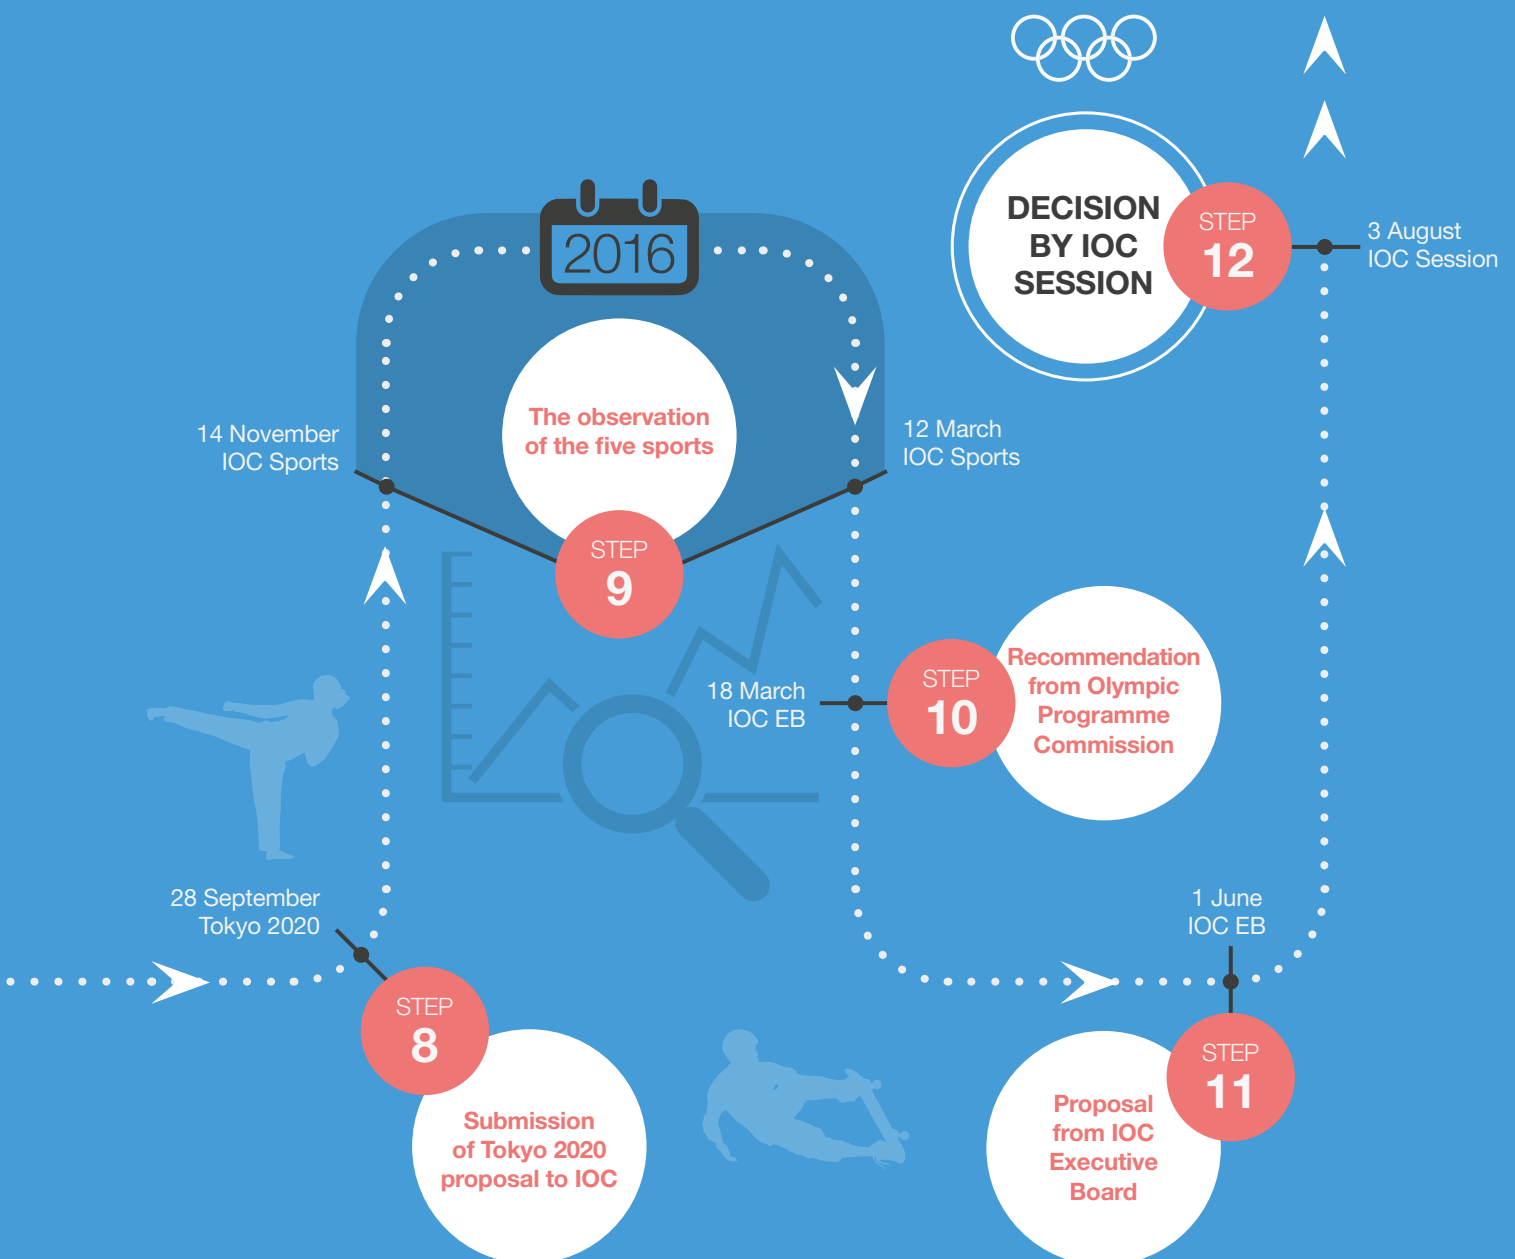 28 September
Tokyo 2020
STEP
8
Submission
of Tokyo 2020
proposal to IOC
14 November
IOC Sports
2016
The observation
of the five sports
STEP
9
12 March
IOC Sports
18 March
IOC EB
STEP
10
Recommendation
from Olympic
Programme
Commission
1 June
IOC EB
STEP
11
Proposal
from IOC
Executive
Board
DECISION
BY IOC
SESSION
STEP
12
3 August
IOC Session